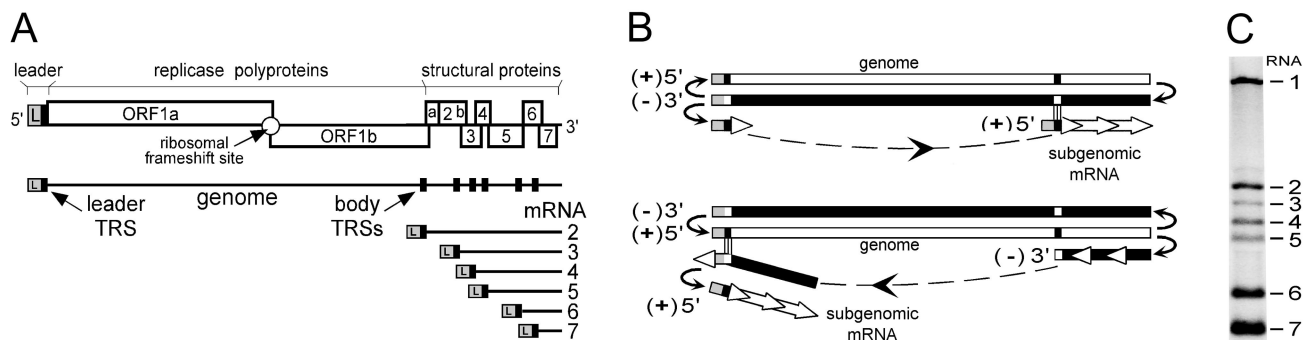 A
leader replicase polyproteins structural proteins
5' L ORF1a a 2 b 4 6 3'
ORF1b 3 5 7
ribosomal
frameshift site
L
leader
TRS
genome
body
TRSs
mRNA
L 2
L 3
L 4
L 5
L 6
L 7
B
genome
(+)5'
(-)3'
(+)5'
subgenomic
mRNA
(-)3'
(+)5'
genome
(-)3'
(+)5'
subgenomic
mRNA
C
RNA
1
2
3
4
5
6
7